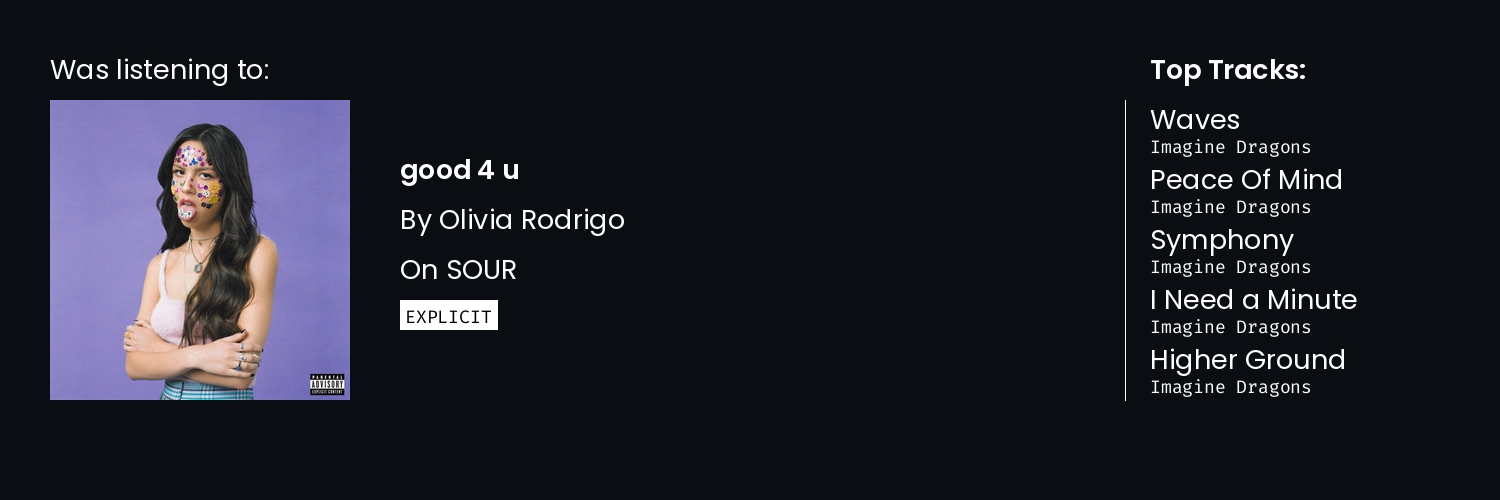 Was listening to:
good 4 u
By Olivia Rodrigo
On SOUR
EXPLICIT
PARENTAL
ADVISORY
EXPLICIT CONTENT
Top Tracks:
Waves
Imagine Dragons
Peace Of Mind
Imagine Dragons
Symphony
Imagine Dragons
I Need a Minute
Imagine Dragons
Higher Ground
Imagine Dragons